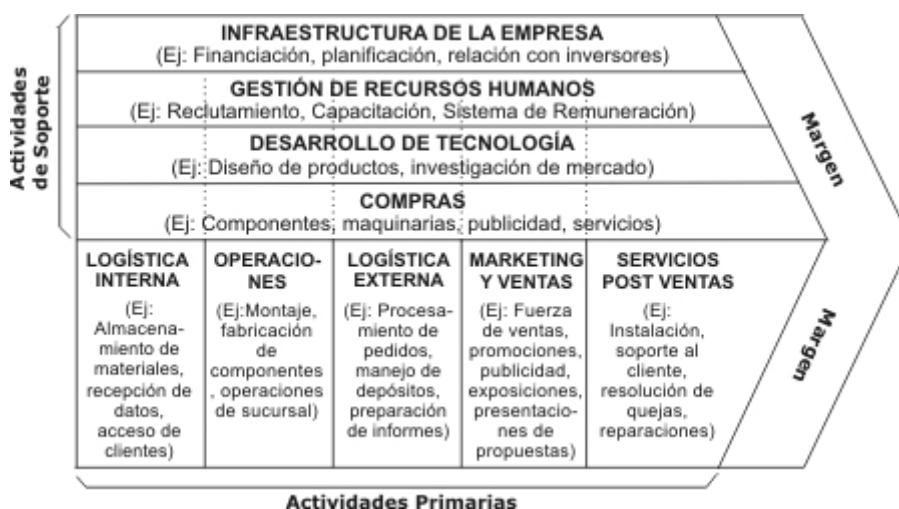 Actividades
de Soporte
INFRAESTRUCTURA DE LA EMPRESA
(Ej: Financiación, planificación, relación con inversores)
GESTIÓN DE RECURSOS HUMANOS
(Ej: Reclutamiento, Capacitación, Sistema de Remuneración)
DESARROLLO DE TECNOLOGÍA
(Ej: Diseño de productos, investigación de mercado)
COMPRAS
(Ej: Componentes, maquinarias, publicidad, servicios)
Margen
LOGÍSTICA
INTERNA
(Ej:
Almacena-
miento de
materiales,
recepción de
datos,
acceso de
clientes)
OPERACIO-
NES
(Ej:Montaje,
fabricación
de
componentes
, operaciones
de sucursal)
LOGÍSTICA
EXTERNA
(Ej: Procesa-
miento de
pedidos,
manejo de
depósitos,
preparación
de informes)
MARKETING
Y VENTAS
(Ej: Fuerza
de ventas,
promociones,
publicidad,
exposiciones,
presentacio-
nes de
propuestas)
SERVICIOS
POST VENTAS
(Ej:
Instalación,
soporte al
cliente,
resolución de
quejas,
reparaciones)
Margen
Actividades Primarias